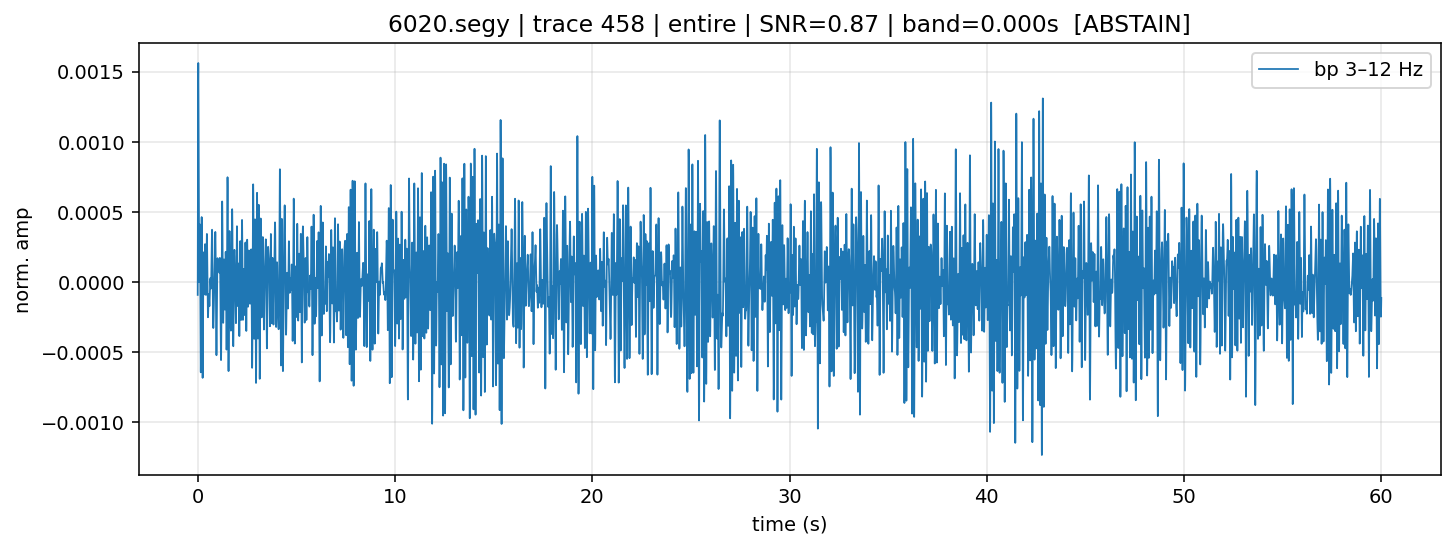 6020.segy | trace 458 | entire | SNR=0.87 | band=0.000s  [ABSTAIN]
bp 3–12 Hz
norm. amp
0.0015
0.0010
0.0005
0.0000
−0.0005
−0.0010
0 10 20 30 40 50 60
time (s)